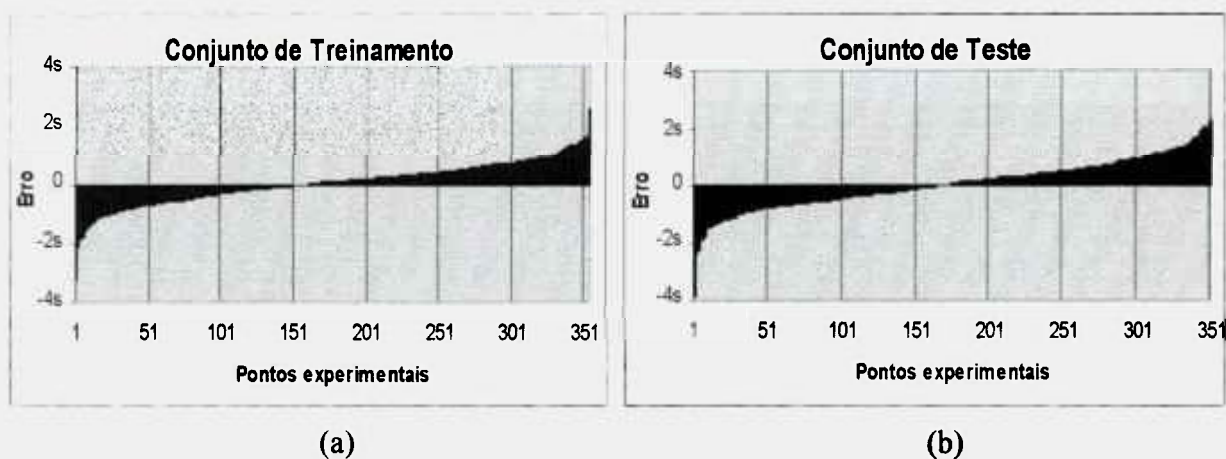 Conjunto de Treinamento
4s
2s
0
-2s
-4s
Erro
1 51 101 151 201 251 301 351
Pontos experimentais
(a)
Conjunto de Teste
4s
2s
0
-2s
-4s
Erro
1 51 101 151 201 251 301 351
Pontos experimentais
(b)